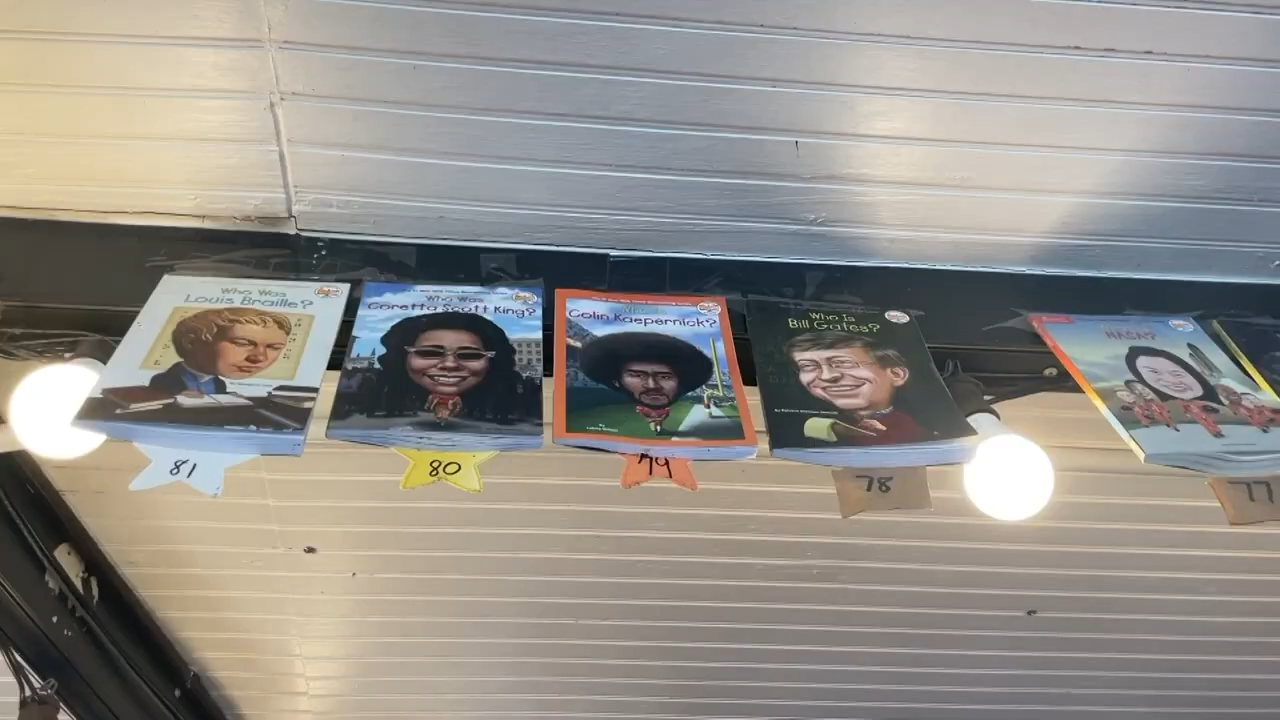 Who Was
Louis Braille?
81
Who Was
Coretta Scott King?
80
Colin Kaepernick?
79
Who Is
Bill Gates?
78
NASA?
77